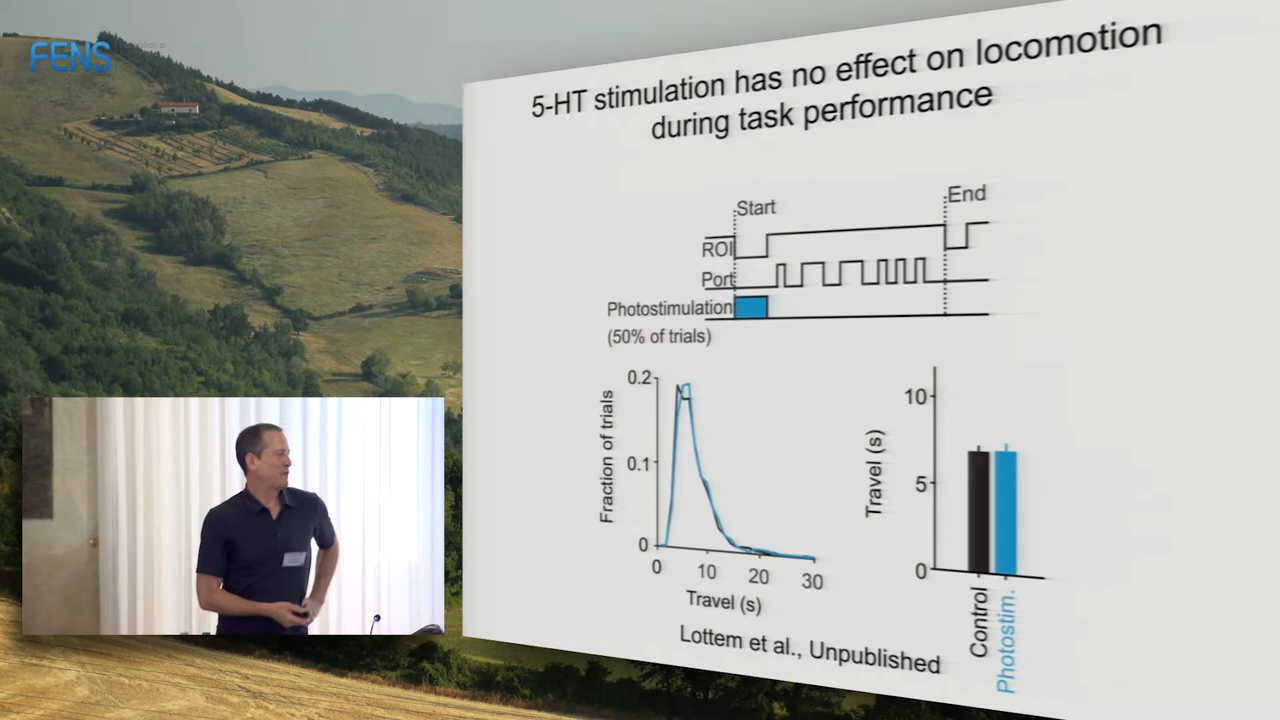 FENS
5-HT stimulation has no effect on locomotion
during task performance
Start
End
ROI
Port
Photostimulation
(50% of trials)
0.2
0.1
0
Fraction of trials
0
10
20
30
Travel (s)
10
5
0
Travel (s)
Control
Photostim.
Lottem et al., Unpublished